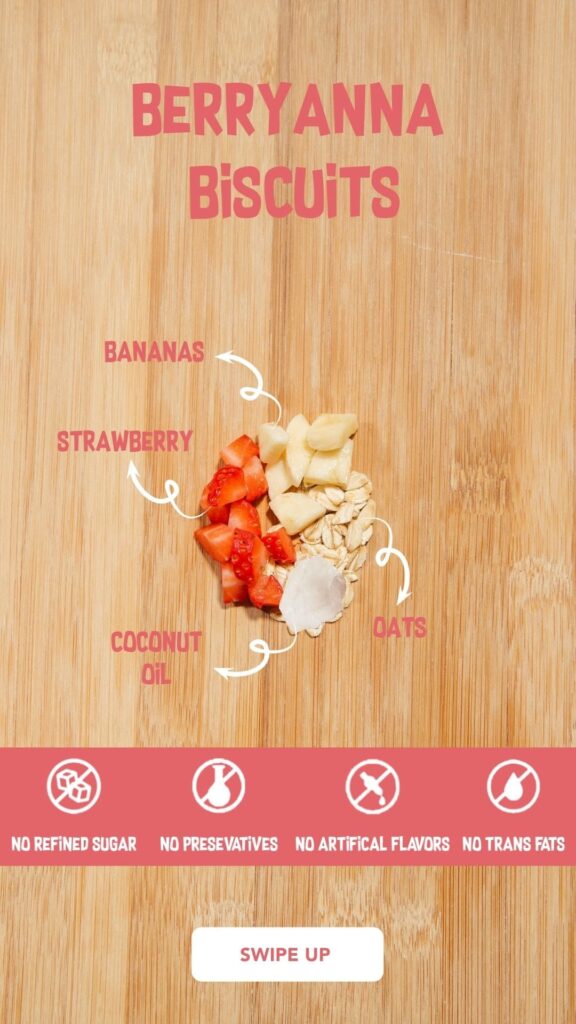 BERRYANNA
BiSCUiTS
BANANAS
STRAWBERRY
COCONUT
OiL
OATS
NO REFiNED SUGAR
NO PRESEVATiVES
NO ARTiFiCAL FLAVORS
NO TRANS FATS
SWIPE UP